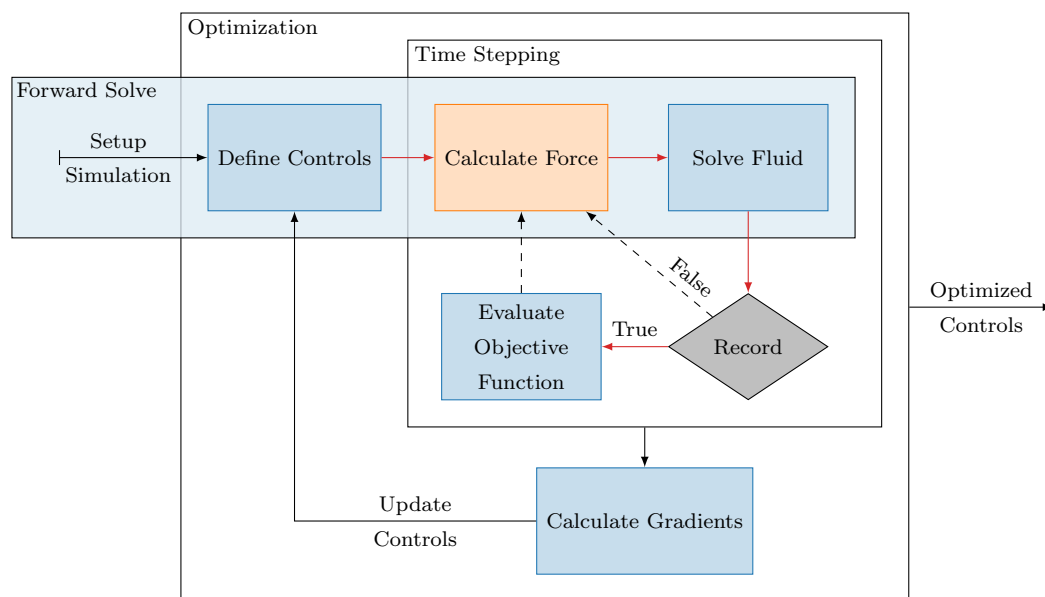 Optimization
Time Stepping
Forward Solve
Setup
Simulation
Define Controls
Calculate Force
Solve Fluid
False
Evaluate
Objective
Function
True
Record
Optimized
Controls
Update
Controls
Calculate Gradients